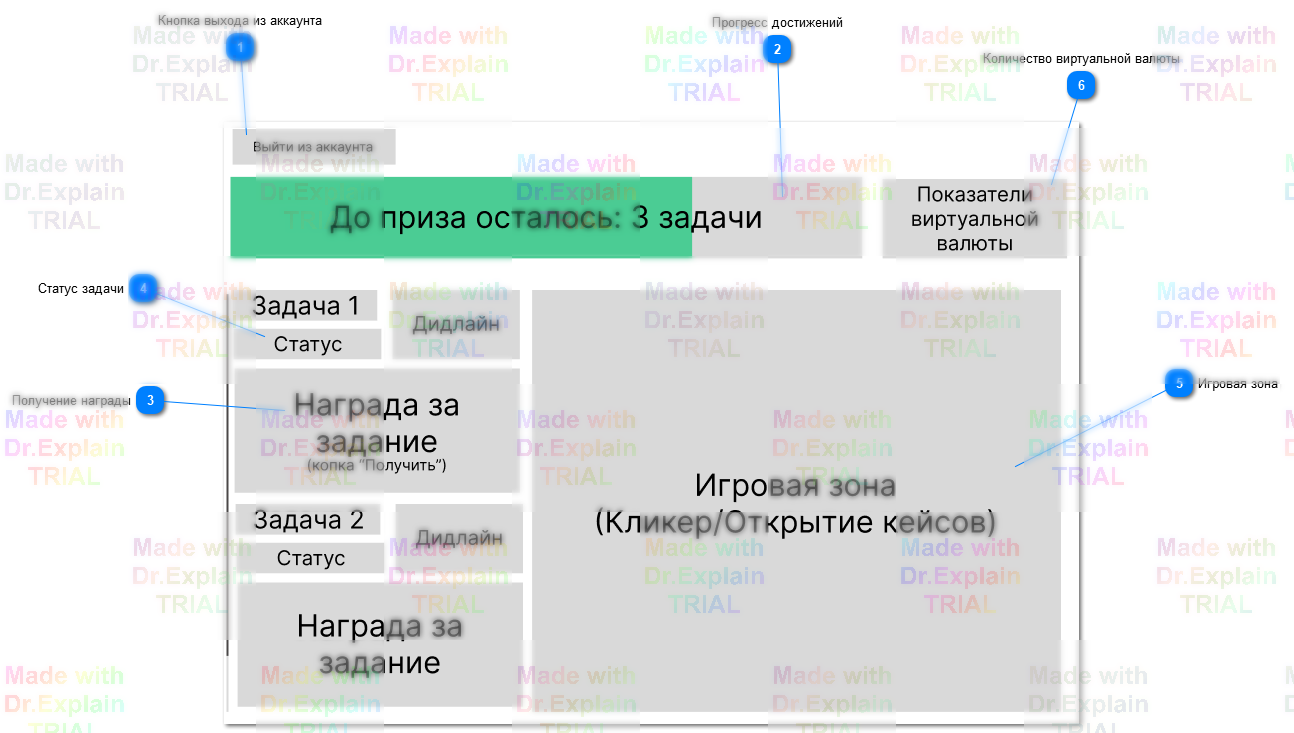 Кнопка выхода из аккаунта
1
Прогресс достижений
2
Количество виртуальной валюты
6
Выйти из аккаунта
До приза осталось: 3 задачи
Показатели
виртуальной
валюты
Статус задачи
4
Задача 1
Статус
Дидлайн
Получение награды
3
Награда за
задание
(копка "Получить")
5
Игровая зона
Игровая зона
(Кликер/Открытие кейсов)
Задача 2
Статус
Дидлайн
Награда за
задание
Made with
Dr.Explain
TRIAL